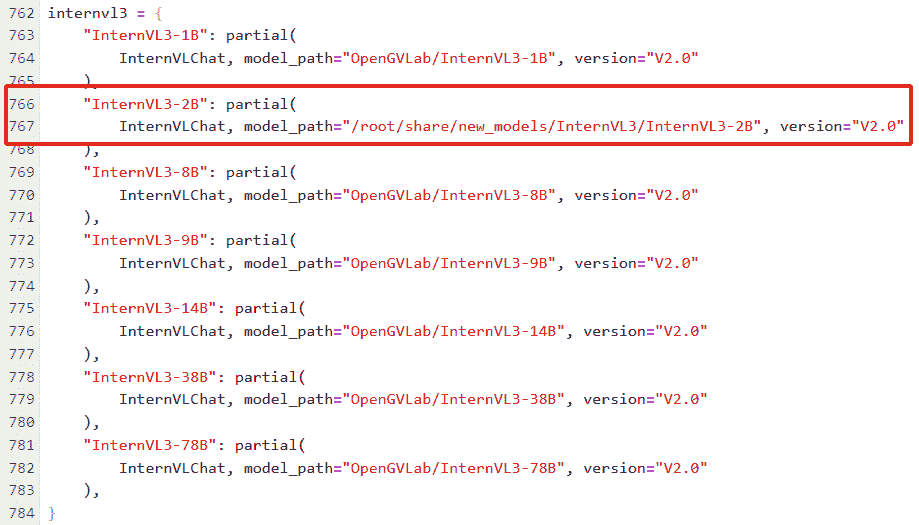 762 internvl3 = {
763     "InternVL3-1B": partial(
764         InternVLChat, model_path="OpenGVLab/InternVL3-1B", version="V2.0"
765     ),
766     "InternVL3-2B": partial(
767         InternVLChat, model_path="/root/share/new_models/InternVL3/InternVL3-2B", version="V2.0"
768     ),
769     "InternVL3-8B": partial(
770         InternVLChat, model_path="OpenGVLab/InternVL3-8B", version="V2.0"
771     ),
772     "InternVL3-9B": partial(
773         InternVLChat, model_path="OpenGVLab/InternVL3-9B", version="V2.0"
774     ),
775     "InternVL3-14B": partial(
776         InternVLChat, model_path="OpenGVLab/InternVL3-14B", version="V2.0"
777     ),
778     "InternVL3-38B": partial(
779         InternVLChat, model_path="OpenGVLab/InternVL3-38B", version="V2.0"
780     ),
781     "InternVL3-78B": partial(
782         InternVLChat, model_path="OpenGVLab/InternVL3-78B", version="V2.0"
783     ),
784 }